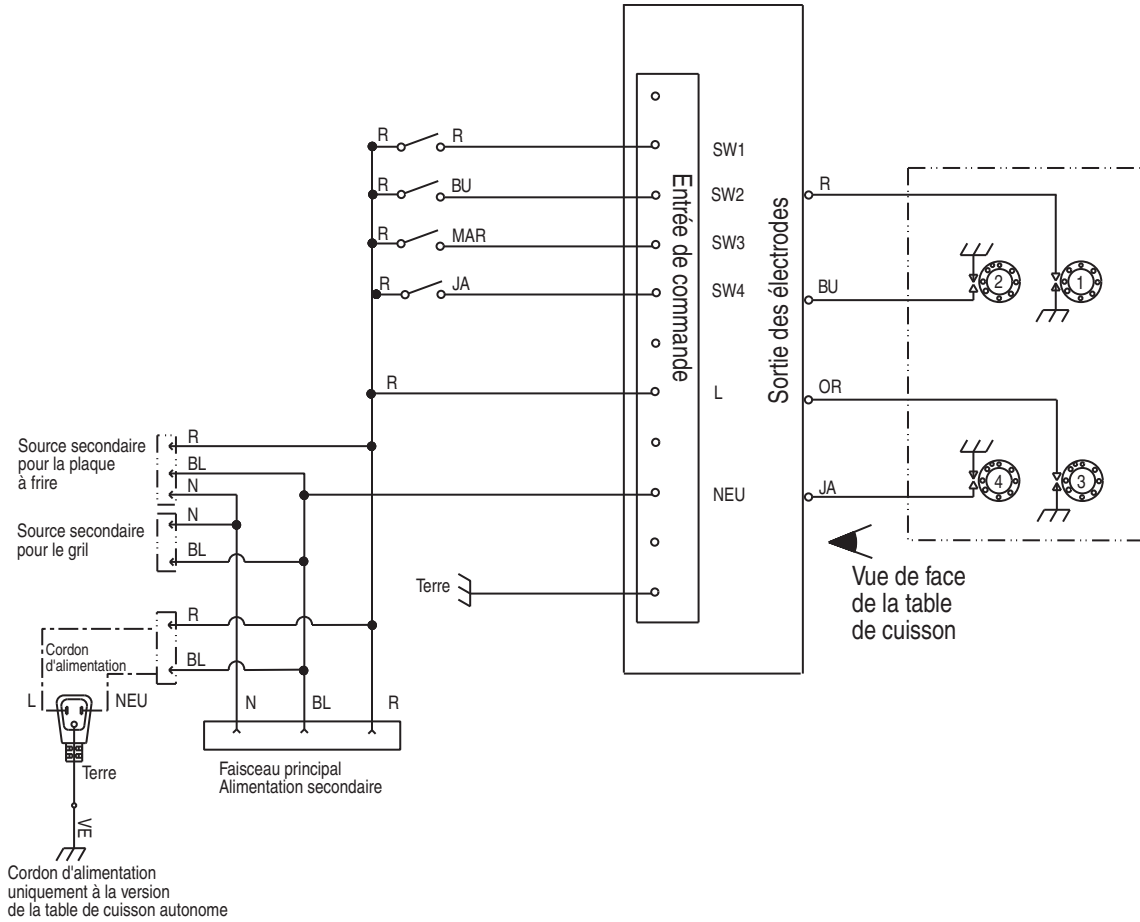 R R
SW1
R BU
SW2
R
R MAR
SW3
BU
R JA
SW4
2
1
Entrée de commande
Sortie des électrodes
R
L
OR
Source secondaire
pour la plaque
à frire
R
BL
N
NEU
JA
4
3
Source secondaire
pour le gril
N
BL
Terre
Vue de face
de la table
de cuisson
R
BL
Cordon
d'alimentation
L
NEU
N
BL
R
Terre
Faisceau principal
Alimentation secondaire
VE
Cordon d'alimentation
uniquement à la version
de la table de cuisson autonome